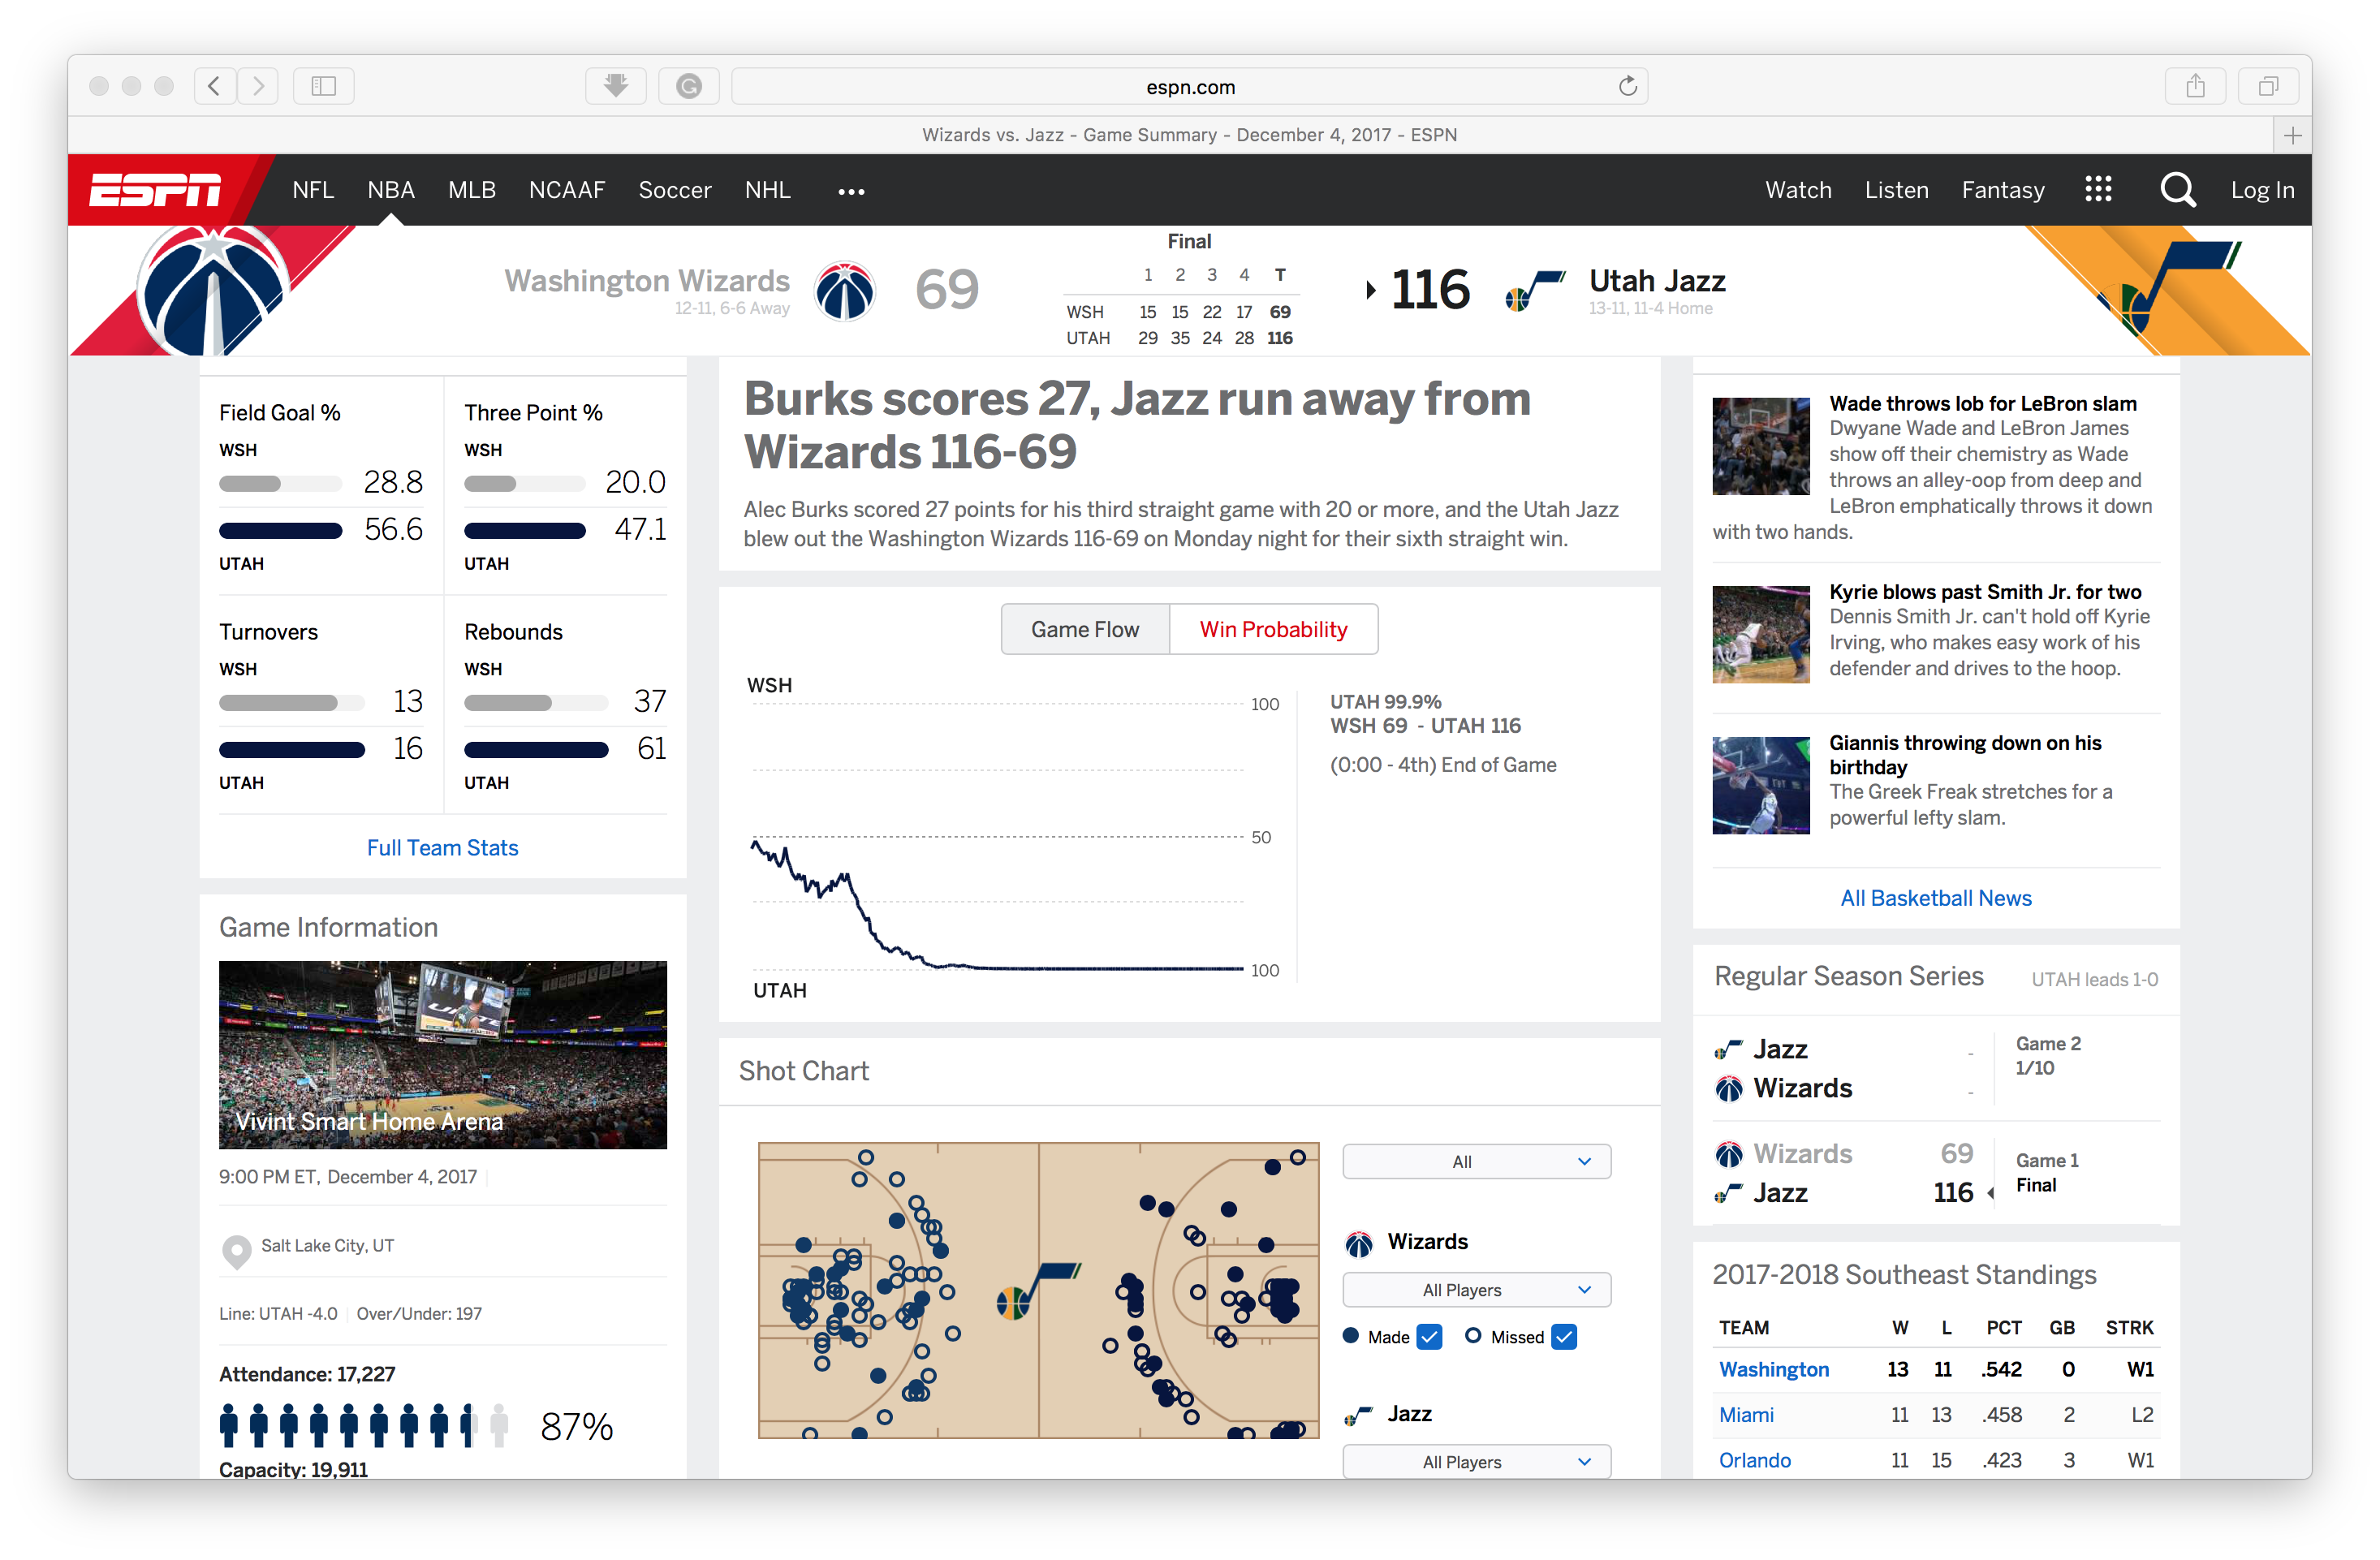 espn.com
Wizards vs. Jazz - Game Summary - December 4, 2017 - ESPN
ESPN NFL NBA MLB NCAAF Soccer NHL ••• Watch Listen Fantasy Log In
Final
Washington Wizards
12-11, 6-6 Away
69
1 2 3 4 T
WSH 15 15 22 17 69
UTAH 29 35 24 28 116
116
Utah Jazz
13-11, 11-4 Home
Field Goal %
WSH
28.8
56.6
UTAH
Three Point %
WSH
20.0
47.1
UTAH
Turnovers
WSH
13
16
UTAH
Rebounds
WSH
37
61
UTAH
Full Team Stats
Game Information
Vivint Smart Home Arena
9:00 PM ET, December 4, 2017
Salt Lake City, UT
Line: UTAH -4.0 Over/Under: 197
Attendance: 17,227
87%
Capacity: 19,911
Burks scores 27, Jazz run away from
Wizards 116-69
Alec Burks scored 27 points for his third straight game with 20 or more, and the Utah Jazz
blew out the Washington Wizards 116-69 on Monday night for their sixth straight win.
Game Flow Win Probability
WSH
100
50
100
UTAH
UTAH 99.9%
WSH 69 - UTAH 116
(0:00 - 4th) End of Game
Shot Chart
All
Wizards
All Players
Made Missed
Jazz
All Players
Wade throws lob for LeBron slam
Dwyane Wade and LeBron James
show off their chemistry as Wade
throws an alley-oop from deep and
LeBron emphatically throws it down
with two hands.
Kyrie blows past Smith Jr. for two
Dennis Smith Jr. can't hold off Kyrie
Irving, who makes easy work of his
defender and drives to the hoop.
Giannis throwing down on his
birthday
The Greek Freak stretches for a
powerful lefty slam.
All Basketball News
Regular Season Series UTAH leads 1-0
Jazz -
Wizards -
Game 2
1/10
Wizards 69
Jazz 116
Game 1
Final
2017-2018 Southeast Standings
TEAM W L PCT GB STRK
Washington 13 11 .542 0 W1
Miami 11 13 .458 2 L2
Orlando 11 15 .423 3 W1